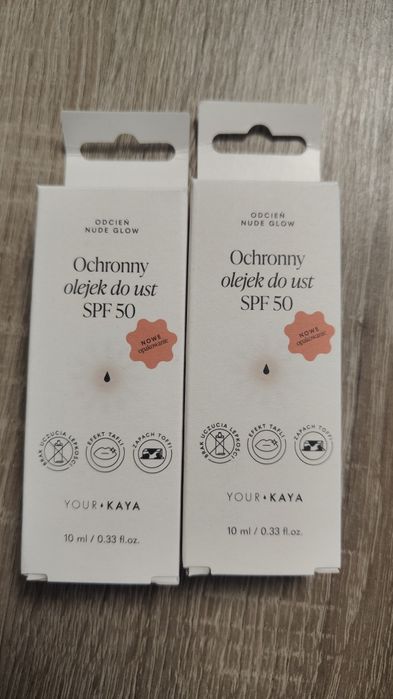 ODCIEŃ
NUDE GLOW
Ochronny
olejek do ust
SPF 50
NOWE
opakowanie
BRAK UCZUCIA LEPKOŚCI
EFEKT TAFLI
ZAPACH TOFFI
YOUR KAYA
10 ml / 0.33 fl.oz.
ODCIEŃ
NUDE GLOW
Ochronny
olejek do ust
SPF 50
NOWE
opakowanie
BRAK UCZUCIA LEPKOŚCI
EFEKT TAFLI
ZAPACH TOFFI
YOUR KAYA
10 ml / 0.33 fl.oz.